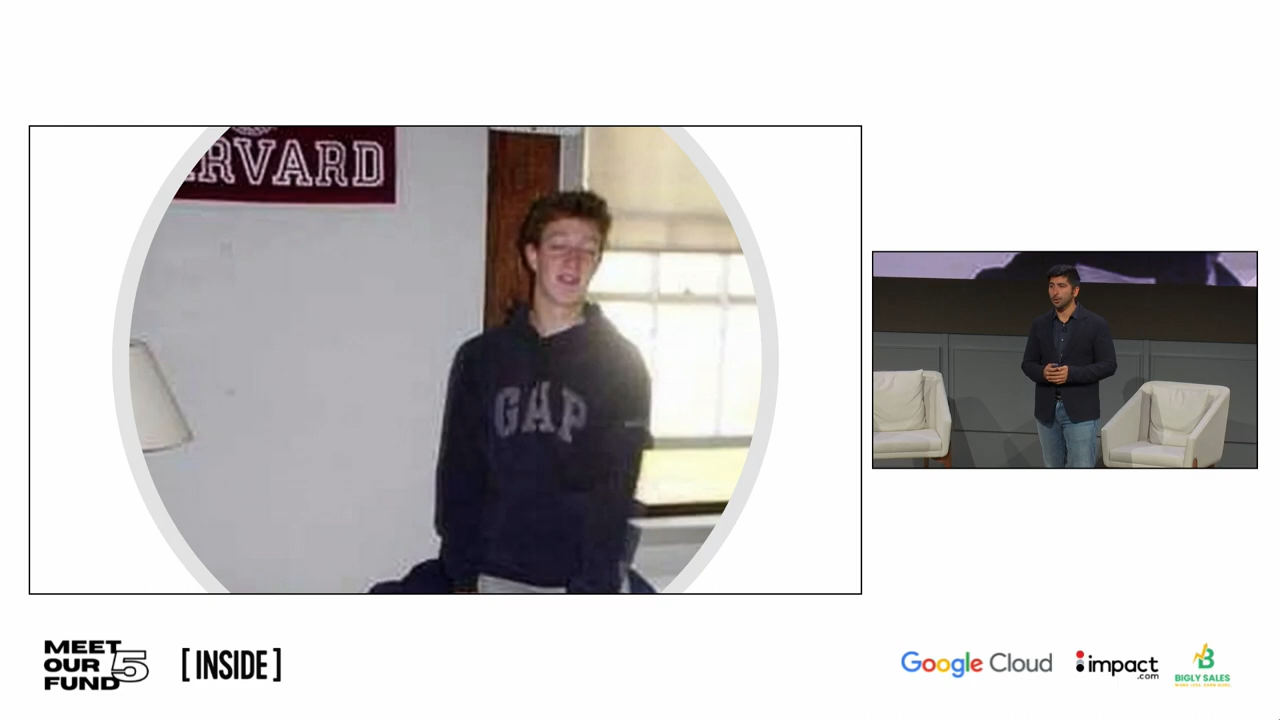 RVARD
GAP
MEET
OUR 5
FUND
[INSIDE]
Google Cloud
impact
.com
BIGLY SALES